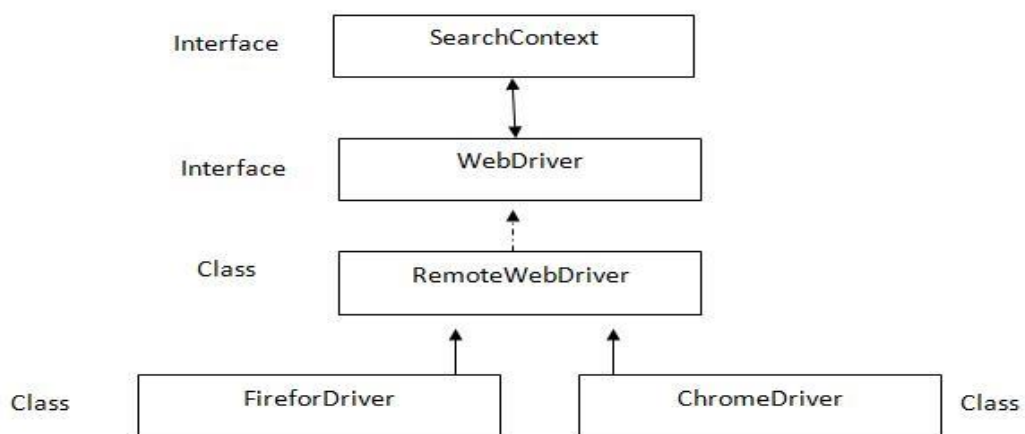 Interface
SearchContext
Interface
WebDriver
Class
RemoteWebDriver
Class
FireforDriver
ChromeDriver
Class